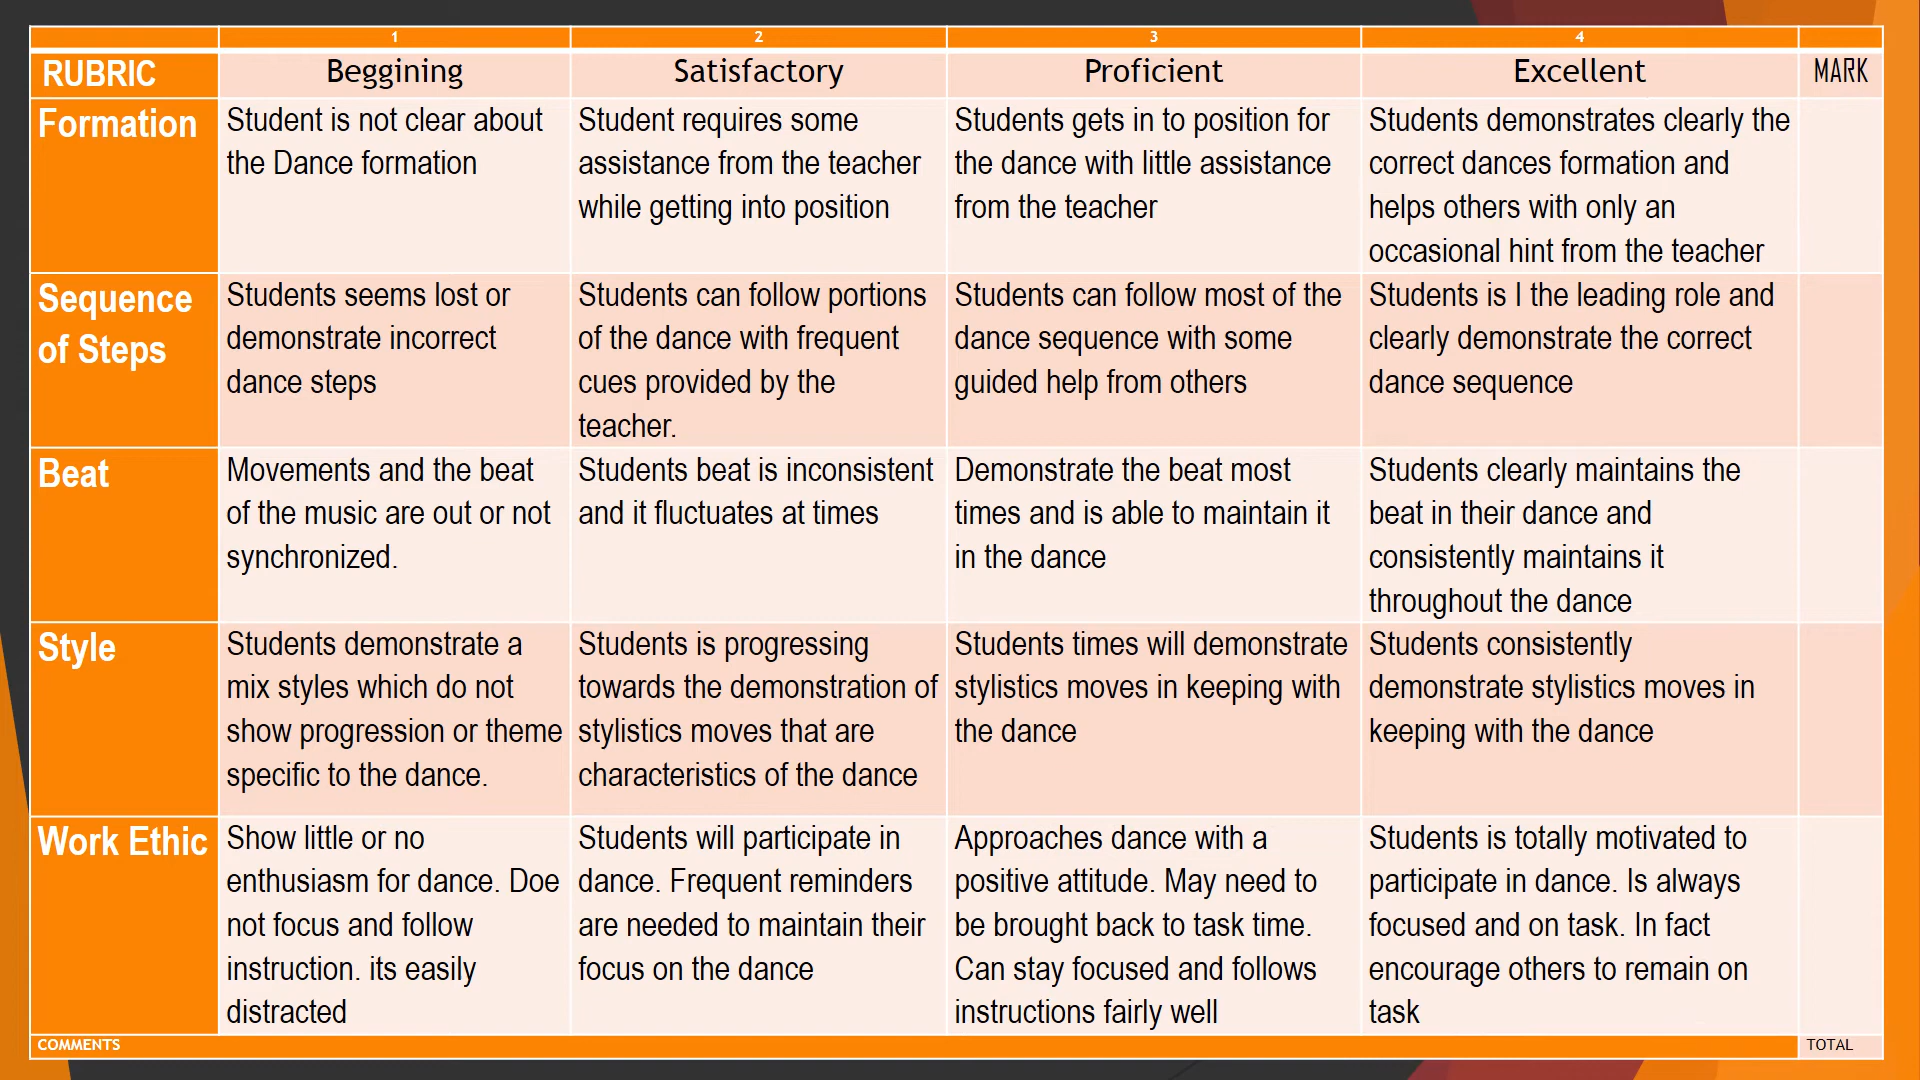 1 2 3 4
RUBRIC Beggining Satisfactory Proficient Excellent MARK
Formation
Student is not clear about
the Dance formation
Student requires some
assistance from the teacher
while getting into position
Students gets in to position for
the dance with little assistance
from the teacher
Students demonstrates clearly the
correct dances formation and
helps others with only an
occasional hint from the teacher
Sequence
of Steps
Students seems lost or
demonstrate incorrect
dance steps
Students can follow portions
of the dance with frequent
cues provided by the
teacher.
Students can follow most of the
dance sequence with some
guided help from others
Students is I the leading role and
clearly demonstrate the correct
dance sequence
Beat
Movements and the beat
of the music are out or not
synchronized.
Students beat is inconsistent
and it fluctuates at times
Demonstrate the beat most
times and is able to maintain it
in the dance
Students clearly maintains the
beat in their dance and
consistently maintains it
throughout the dance
Style
Students demonstrate a
mix styles which do not
show progression or theme
specific to the dance.
Students is progressing
towards the demonstration of
stylistics moves that are
characteristics of the dance
Students times will demonstrate
stylistics moves in keeping with
the dance
Students consistently
demonstrate stylistics moves in
keeping with the dance
Work Ethic
Show little or no
enthusiasm for dance. Doe
not focus and follow
instruction. its easily
distracted
Students will participate in
dance. Frequent reminders
are needed to maintain their
focus on the dance
Approaches dance with a
positive attitude. May need to
be brought back to task time.
Can stay focused and follows
instructions fairly well
Students is totally motivated to
participate in dance. Is always
focused and on task. In fact
encourage others to remain on
task
COMMENTS TOTAL